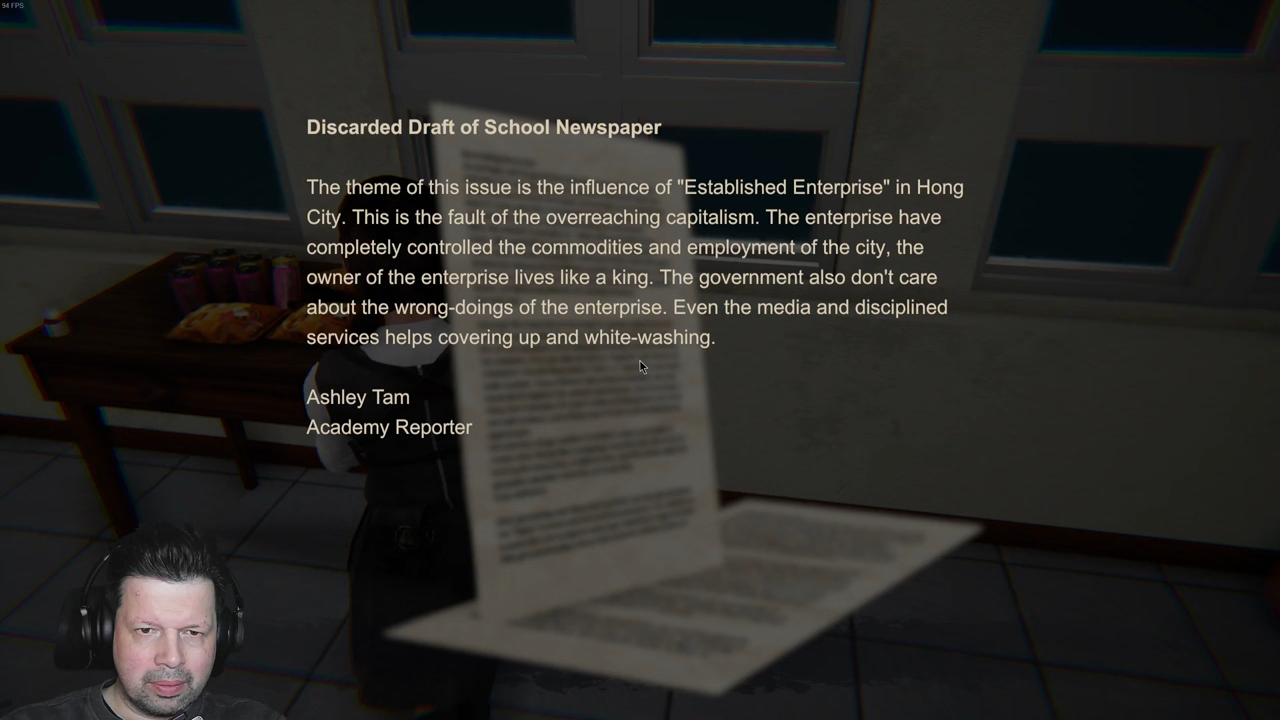 94 FPS
Discarded Draft of School Newspaper
The theme of this issue is the influence of "Established Enterprise" in Hong
City. This is the fault of the overreaching capitalism. The enterprise have
completely controlled the commodities and employment of the city, the
owner of the enterprise lives like a king. The government also don't care
about the wrong-doings of the enterprise. Even the media and disciplined
services helps covering up and white-washing.
Ashley Tam
Academy Reporter